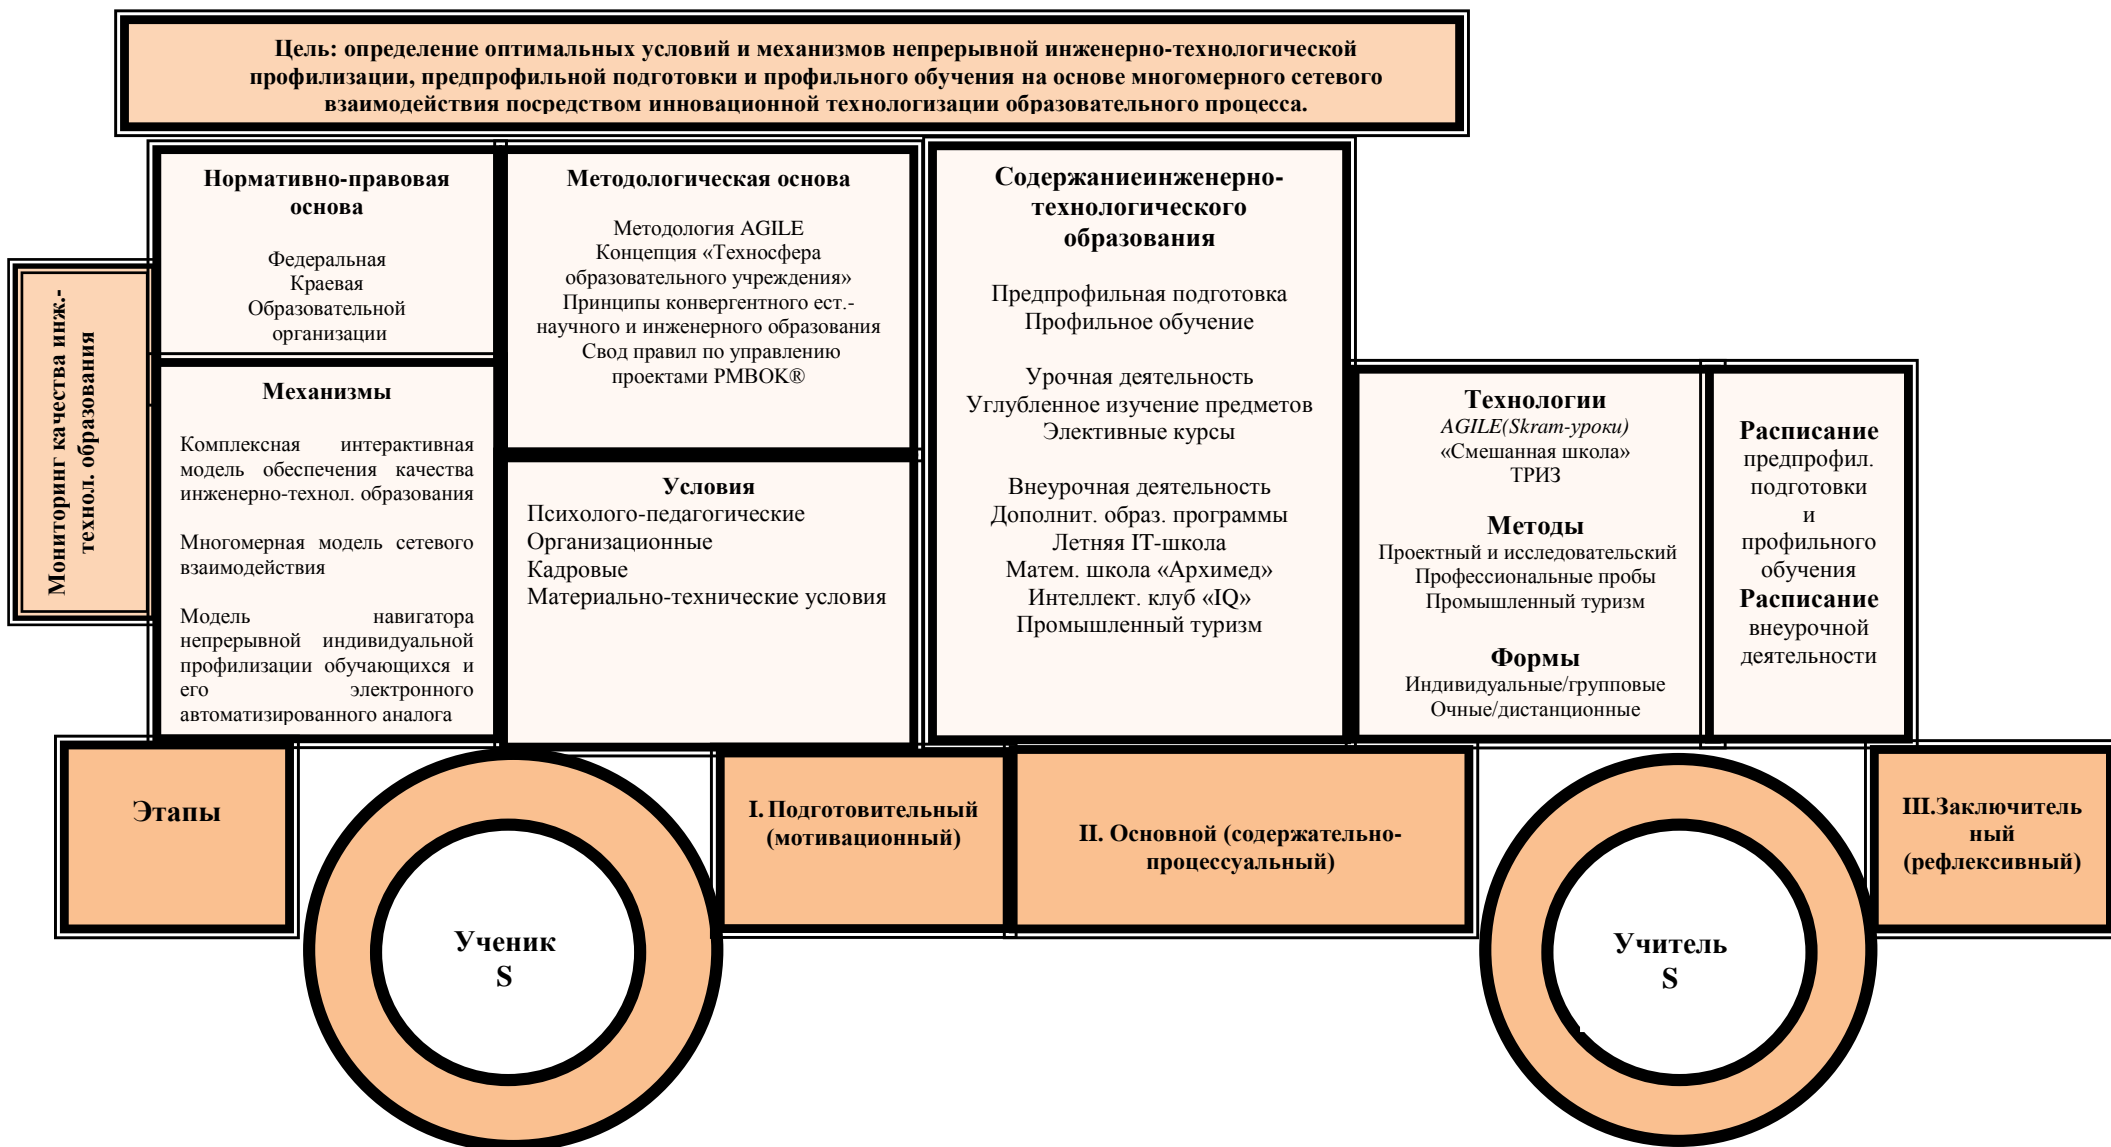 Цель: определение оптимальных условий и механизмов непрерывной инженерно-технологической
профилизации, предпрофильной подготовки и профильного обучения на основе многомерного сетевого
взаимодействия посредством инновационной технологизации образовательного процесса.
Мониторинг качества инж.-
технол. образования
Нормативно-правовая
основа
Федеральная
Краевая
Образовательной
организации
Механизмы
Комплексная интерактивная
модель обеспечения качества
инженерно-технол. образования
Многомерная модель сетевого
взаимодействия
Модель навигатора
непрерывной индивидуальной
профилизации обучающихся и
его электронного
автоматизированного аналога
Методологическая основа
Методология AGILE
Концепция «Техносфера
образовательного учреждения»
Принципы конвергентного ест.-
научного и инженерного образования
Свод правил по управлению
проектами PMBOK®
Условия
Психолого-педагогические
Организационные
Кадровые
Материально-технические условия
Содержаниеинженерно-
технологического
образования
Предпрофильная подготовка
Профильное обучение
Урочная деятельность
Углубленное изучение предметов
Элективные курсы
Внеурочная деятельность
Дополнит. образ. программы
Летняя IT-школа
Матем. школа «Архимед»
Интеллект. клуб «IQ»
Промышленный туризм
Технологии
AGILE(Skram-уроки)
«Смешанная школа»
ТРИЗ
Методы
Проектный и исследовательский
Профессиональные пробы
Промышленный туризм
Формы
Индивидуальные/групповые
Очные/дистанционные
Расписание
предпрофил.
подготовки
и
профильного
обучения
Расписание
внеурочной
деятельности
Этапы
Ученик
S
I. Подготовительный
(мотивационный)
II. Основной (содержательно-
процессуальный)
Учитель
S
III.Заключитель
ный
(рефлексивный)